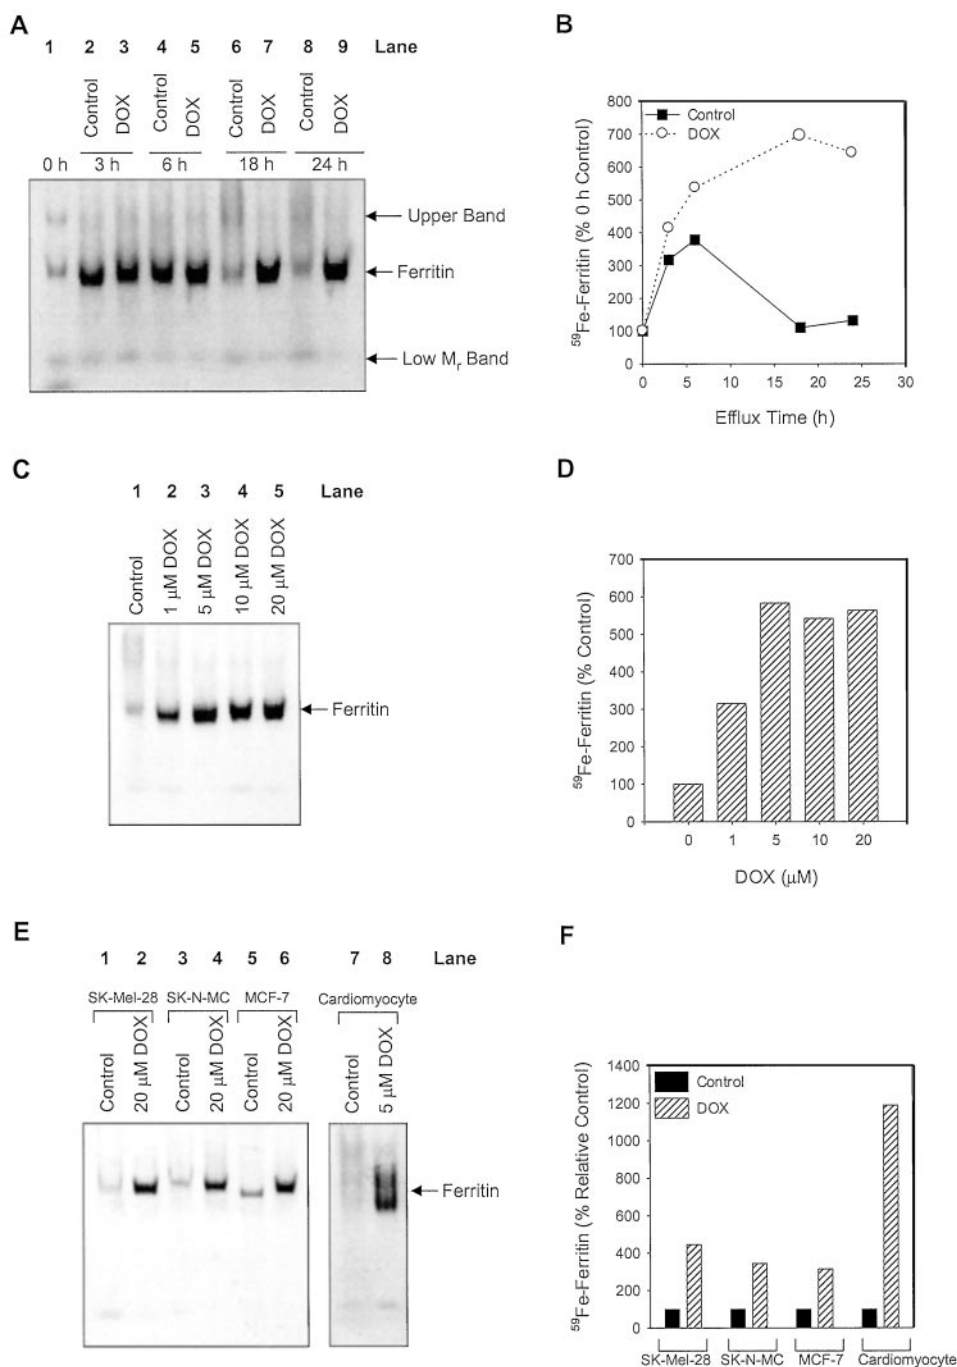 A
1 2 3 4 5 6 7 8 9 Lane
Control DOX Control DOX Control DOX Control DOX
0 h 3 h 6 h 18 h 24 h
Upper Band
Ferritin
Low Mr Band
B
800
700
600
500
400
300
200
100
0
Control
DOX
59Fe-Ferritin (% 0 h Control)
0 5 10 15 20 25 30
Efflux Time (h)
C
1 2 3 4 5 Lane
Control 1 µM DOX 5 µM DOX 10 µM DOX 20 µM DOX
Ferritin
D
700
600
500
400
300
200
100
0
59Fe-Ferritin (% Control)
0 1 5 10 20
DOX (µM)
E
1 2 3 4 5 6 7 8 Lane
SK-Mel-28 SK-N-MC MCF-7 Cardiomyocyte
Control 20 µM DOX Control 20 µM DOX Control 20 µM DOX Control 5 µM DOX
Ferritin
F
1400
1200
1000
800
600
400
200
0
Control
DOX
59Fe-Ferritin (% Relative Control)
SK-Mel-28 SK-N-MC MCF-7 Cardiomyocyte